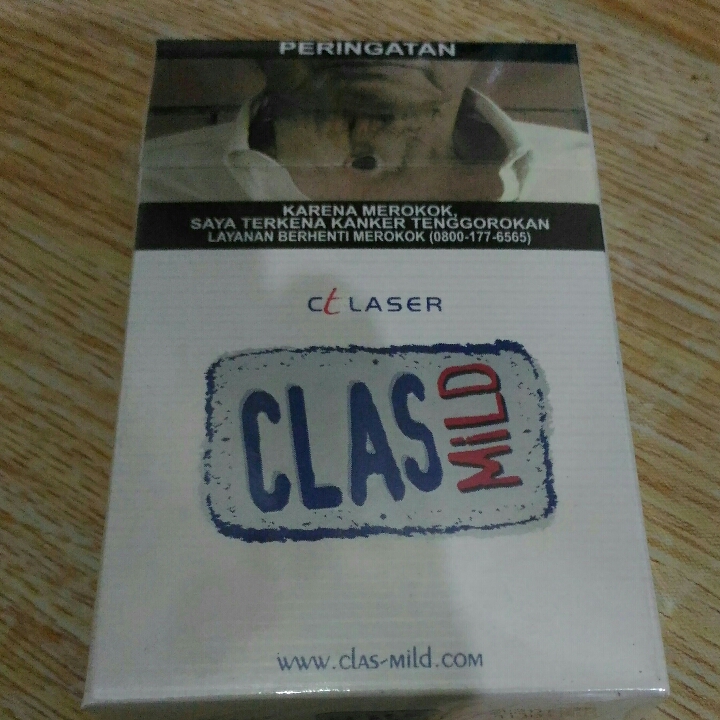 PERINGATAN
KARENA MEROKOK,
SAYA TERKENA KANKER TENGGOROKAN
LAYANAN BERHENTI MEROKOK (0800-177-6565)
Ct LASER
CLAS MiLD
www.clas-mild.com